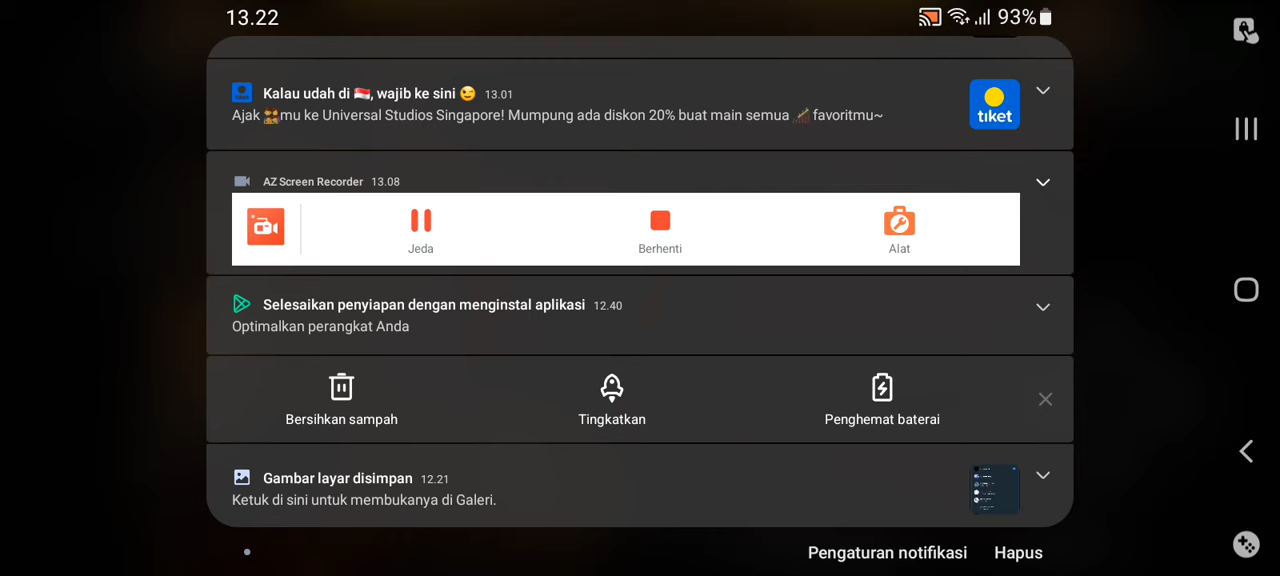 13.22
93%
Kalau udah di 🇸🇬, wajib ke sini 😉 13.01
Ajak 👫mu ke Universal Studios Singapore! Mumpung ada diskon 20% buat main semua 🎢 favoritmu~
tiket
AZ Screen Recorder 13.08
Jeda
Berhenti
Alat
Selesaikan penyiapan dengan menginstal aplikasi 12.40
Optimalkan perangkat Anda
Bersihkan sampah
Tingkatkan
Penghemat baterai
Gambar layar disimpan 12.21
Ketuk di sini untuk membukanya di Galeri.
Pengaturan notifikasi
Hapus